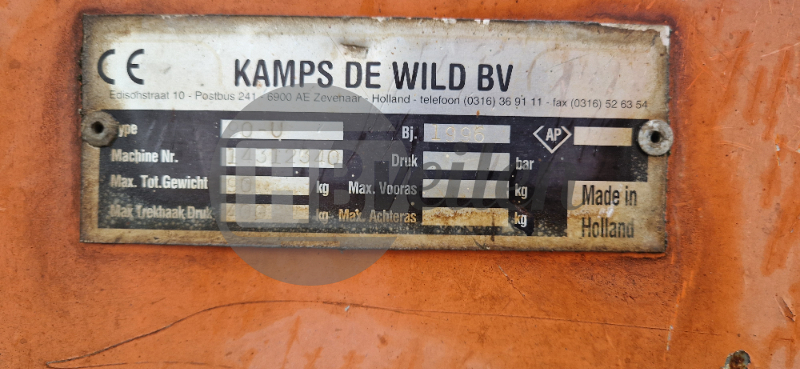 CE KAMPS DE WILD BV
Edisonstraat 10 - Postbus 241 - 6900 AE Zevenaar - Holland - telefoon (0316) 36 91 11 - fax (0316) 52 63 54
Type Bj. 1995 AP
Machine Nr. Druk bar
Max. Tot.Gewicht kg Max. Vooras kg
Max Trekhaak Druk kg Max. Achteras kg
Made in
Holland